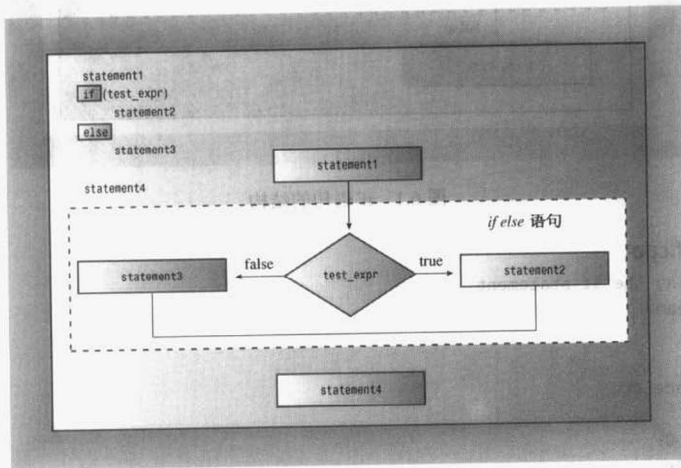 statement1
if (test_expr)
statement2
else
statement3
statement4
statement1
if else 语句
false
true
statement3
test_expr
statement2
statement4